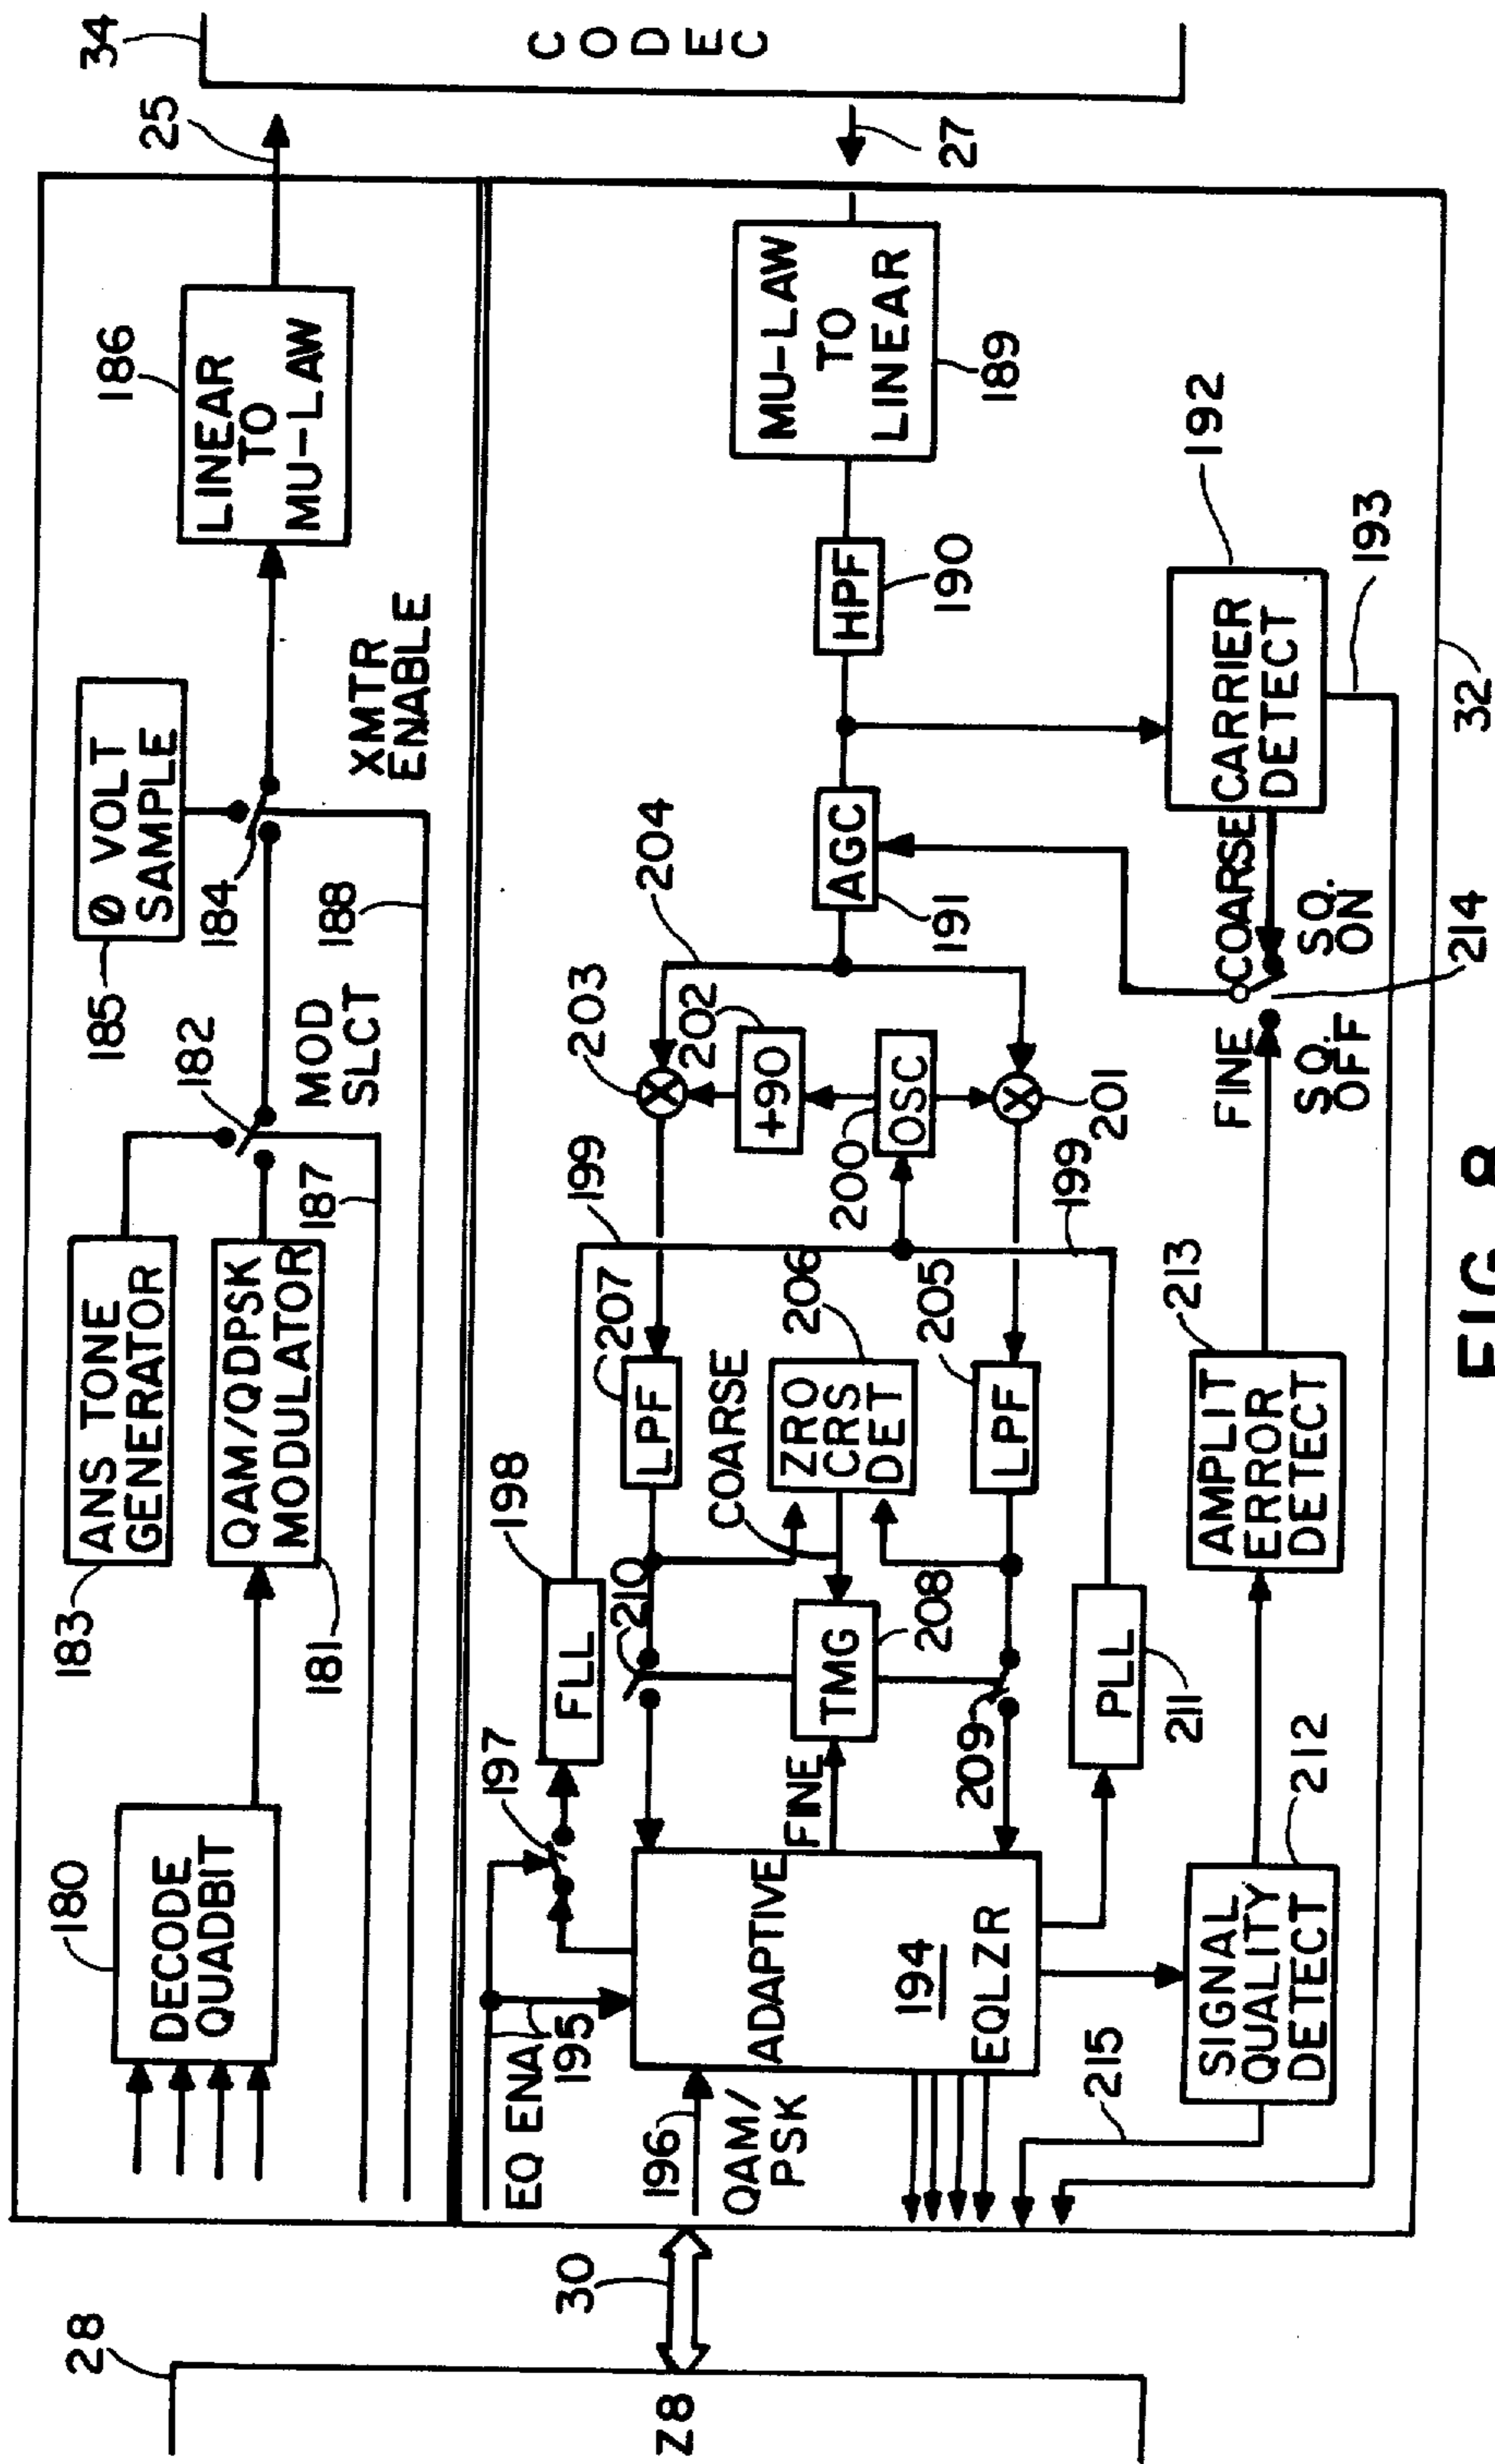 28
Z8
30
180
DECODE
QUADBIT
183
ANS TONE
GENERATOR
181
QAM/QDPSK
MODULATOR
187
182
MOD
SLCT
185
Ø VOLT
SAMPLE
184
188
XMTR
ENABLE
186
LINEAR
TO
MU-LAW
25
34
CODEC
27
EQ ENA
195
196
QAM/
PSK
ADAPTIVE
194
EQLZR
197
198
FLL
199
210
207
LPF
203
204
202
+90
FINE
TMG
208
COARSE
206
ZRO
CRS
DET
200
OSC
209
205
LPF
201
199
211
PLL
191
AGC
190
HPF
189
MU-LAW
TO
LINEAR
215
212
SIGNAL
QUALITY
DETECT
213
AMPLIT
ERROR
DETECT
FINE
SQ.
OFF
COARSE
SQ.
ON
214
192
CARRIER
DETECT
193
32
FIG 8